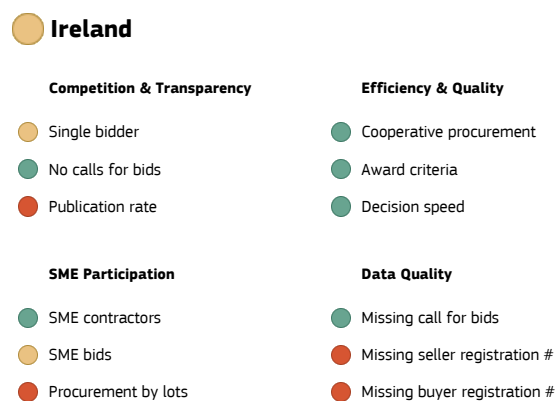 Ireland
Competition & Transparency
Single bidder
No calls for bids
Publication rate
Efficiency & Quality
Cooperative procurement
Award criteria
Decision speed
SME Participation
SME contractors
SME bids
Procurement by lots
Data Quality
Missing call for bids
Missing seller registration #
Missing buyer registration #